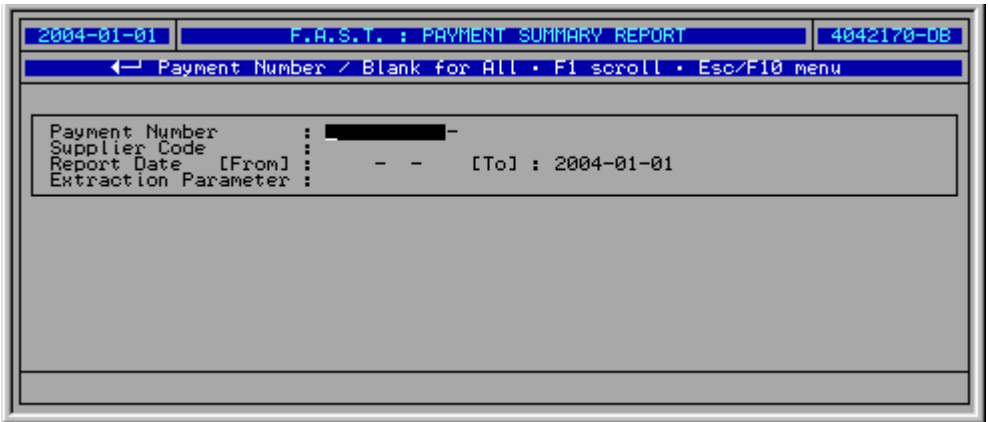 2004-01-01 F.A.S.T. : PAYMENT SUMMARY REPORT 4042170-DB
Payment Number / Blank for All · F1 scroll · Esc/F10 menu
Payment Number : -
Supplier Code :
Report Date [From] : - - [To] : 2004-01-01
Extraction Parameter :